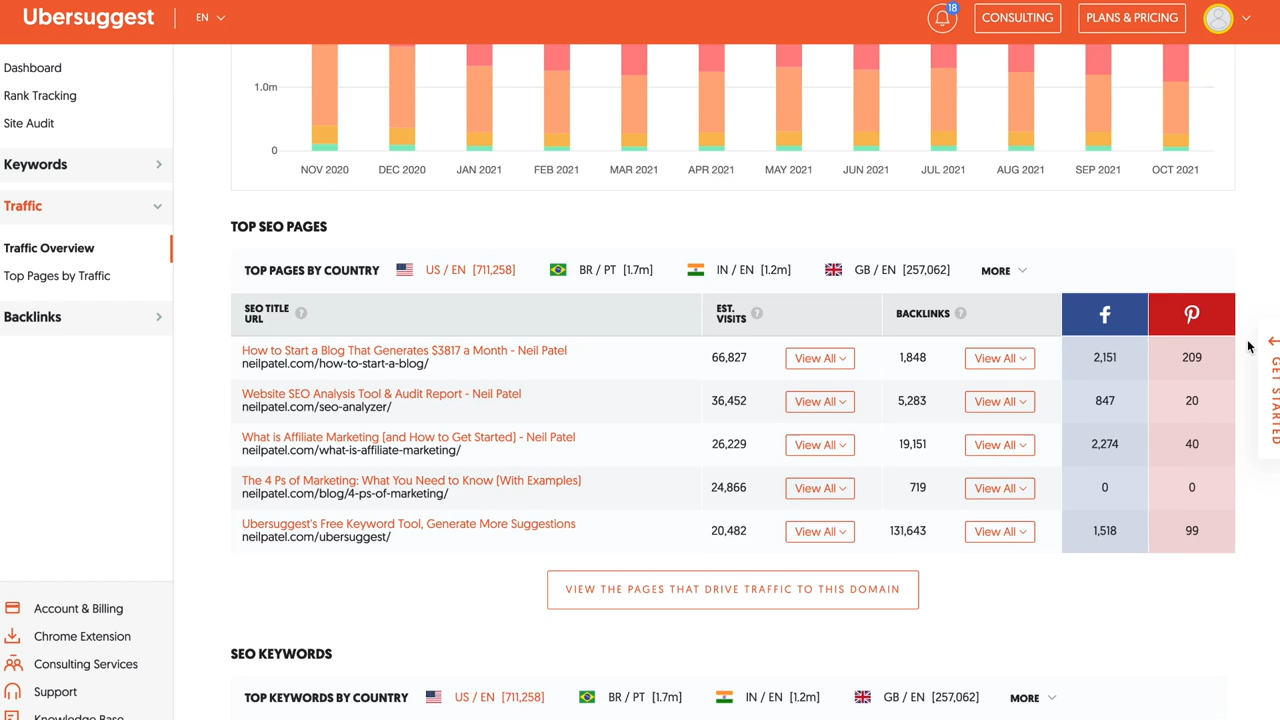 Ubersuggest
EN
18
CONSULTING
PLANS & PRICING
Dashboard
Rank Tracking
Site Audit
Keywords
Traffic
Traffic Overview
Top Pages by Traffic
Backlinks
Account & Billing
Chrome Extension
Consulting Services
Support
Knowledge Base
1.0m
0
NOV 2020 DEC 2020 JAN 2021 FEB 2021 MAR 2021 APR 2021 MAY 2021 JUN 2021 JUL 2021 AUG 2021 SEP 2021 OCT 2021
TOP SEO PAGES
TOP PAGES BY COUNTRY US / EN [711,258] BR / PT [1.7m] IN / EN [1.2m] GB / EN [257,062] MORE
SEO TITLE
URL ?
EST.
VISITS ?
BACKLINKS ?
How to Start a Blog That Generates $3817 a Month - Neil Patel
neilpatel.com/how-to-start-a-blog/
66,827 View All 1,848 View All 2,151 209
Website SEO Analysis Tool & Audit Report - Neil Patel
neilpatel.com/seo-analyzer/
36,452 View All 5,283 View All 847 20
What is Affiliate Marketing [and How to Get Started] - Neil Patel
neilpatel.com/what-is-affiliate-marketing/
26,229 View All 19,151 View All 2,274 40
The 4 Ps of Marketing: What You Need to Know [With Examples]
neilpatel.com/blog/4-ps-of-marketing/
24,866 View All 719 View All 0 0
Ubersuggest's Free Keyword Tool, Generate More Suggestions
neilpatel.com/ubersuggest/
20,482 View All 131,643 View All 1,518 99
VIEW THE PAGES THAT DRIVE TRAFFIC TO THIS DOMAIN
SEO KEYWORDS
TOP KEYWORDS BY COUNTRY US / EN [711,258] BR / PT [1.7m] IN / EN [1.2m] GB / EN [257,062] MORE
GET STARTED